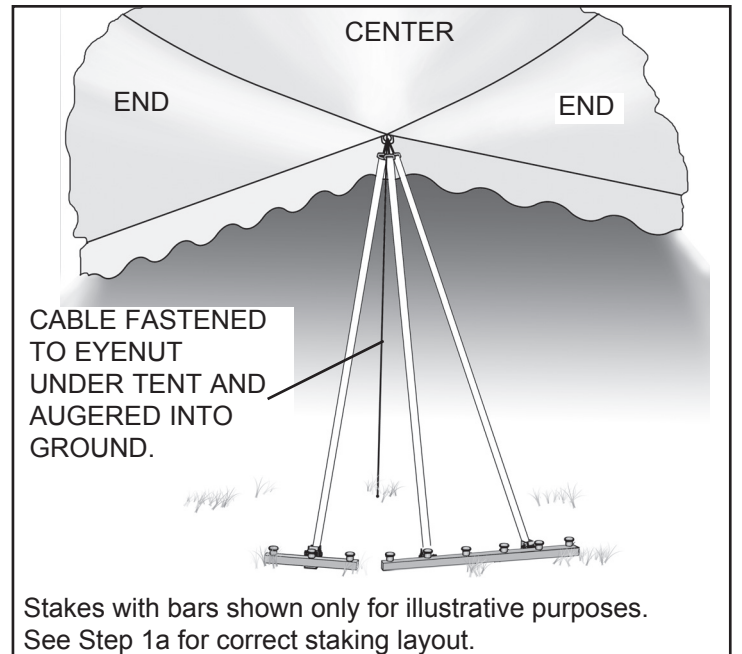 CENTER
END
END
CABLE FASTENED
TO EYENUT
UNDER TENT AND
AUGERED INTO
GROUND.
Stakes with bars shown only for illustrative purposes.
See Step 1a for correct staking layout.